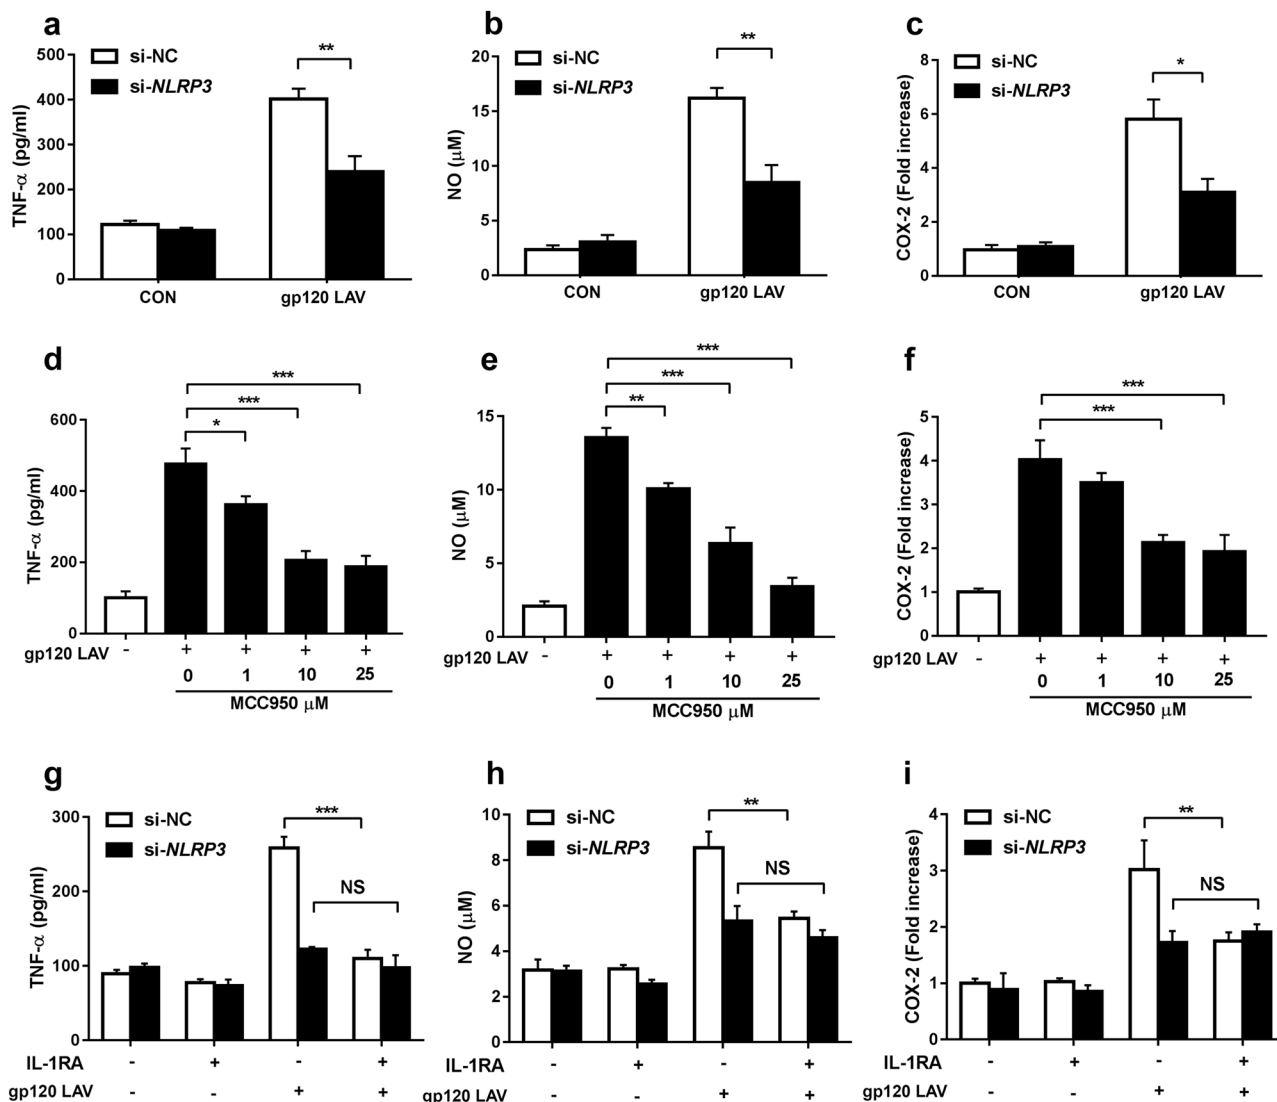 a
TNF-α (pg/ml)
500
400
300
200
100
0
si-NC
si-NLRP3
**
CON
gp120 LAV
b
NO (μM)
20
15
10
5
0
si-NC
si-NLRP3
**
CON
gp120 LAV
c
COX-2 (Fold increase)
8
6
4
2
0
si-NC
si-NLRP3
*
CON
gp120 LAV
d
TNF-α (pg/ml)
600
400
200
0
***
***
*
gp120 LAV - + + + +
0 1 10 25
MCC950 μM
e
NO (μM)
15
10
5
0
***
***
**
gp120 LAV - + + + +
0 1 10 25
MCC950 μM
f
COX-2 (Fold increase)
5
4
3
2
1
0
***
***
gp120 LAV - + + + +
0 1 10 25
MCC950 μM
g
TNF-α (pg/ml)
300
200
100
0
si-NC
si-NLRP3
***
NS
IL-1RA - + - +
gp120 LAV - - + +
h
NO (μM)
10
8
6
4
2
0
si-NC
si-NLRP3
**
NS
IL-1RA - + - +
gp120 LAV - - + +
i
COX-2 (Fold increase)
4
3
2
1
0
si-NC
si-NLRP3
**
NS
IL-1RA - + - +
gp120 LAV - - + +